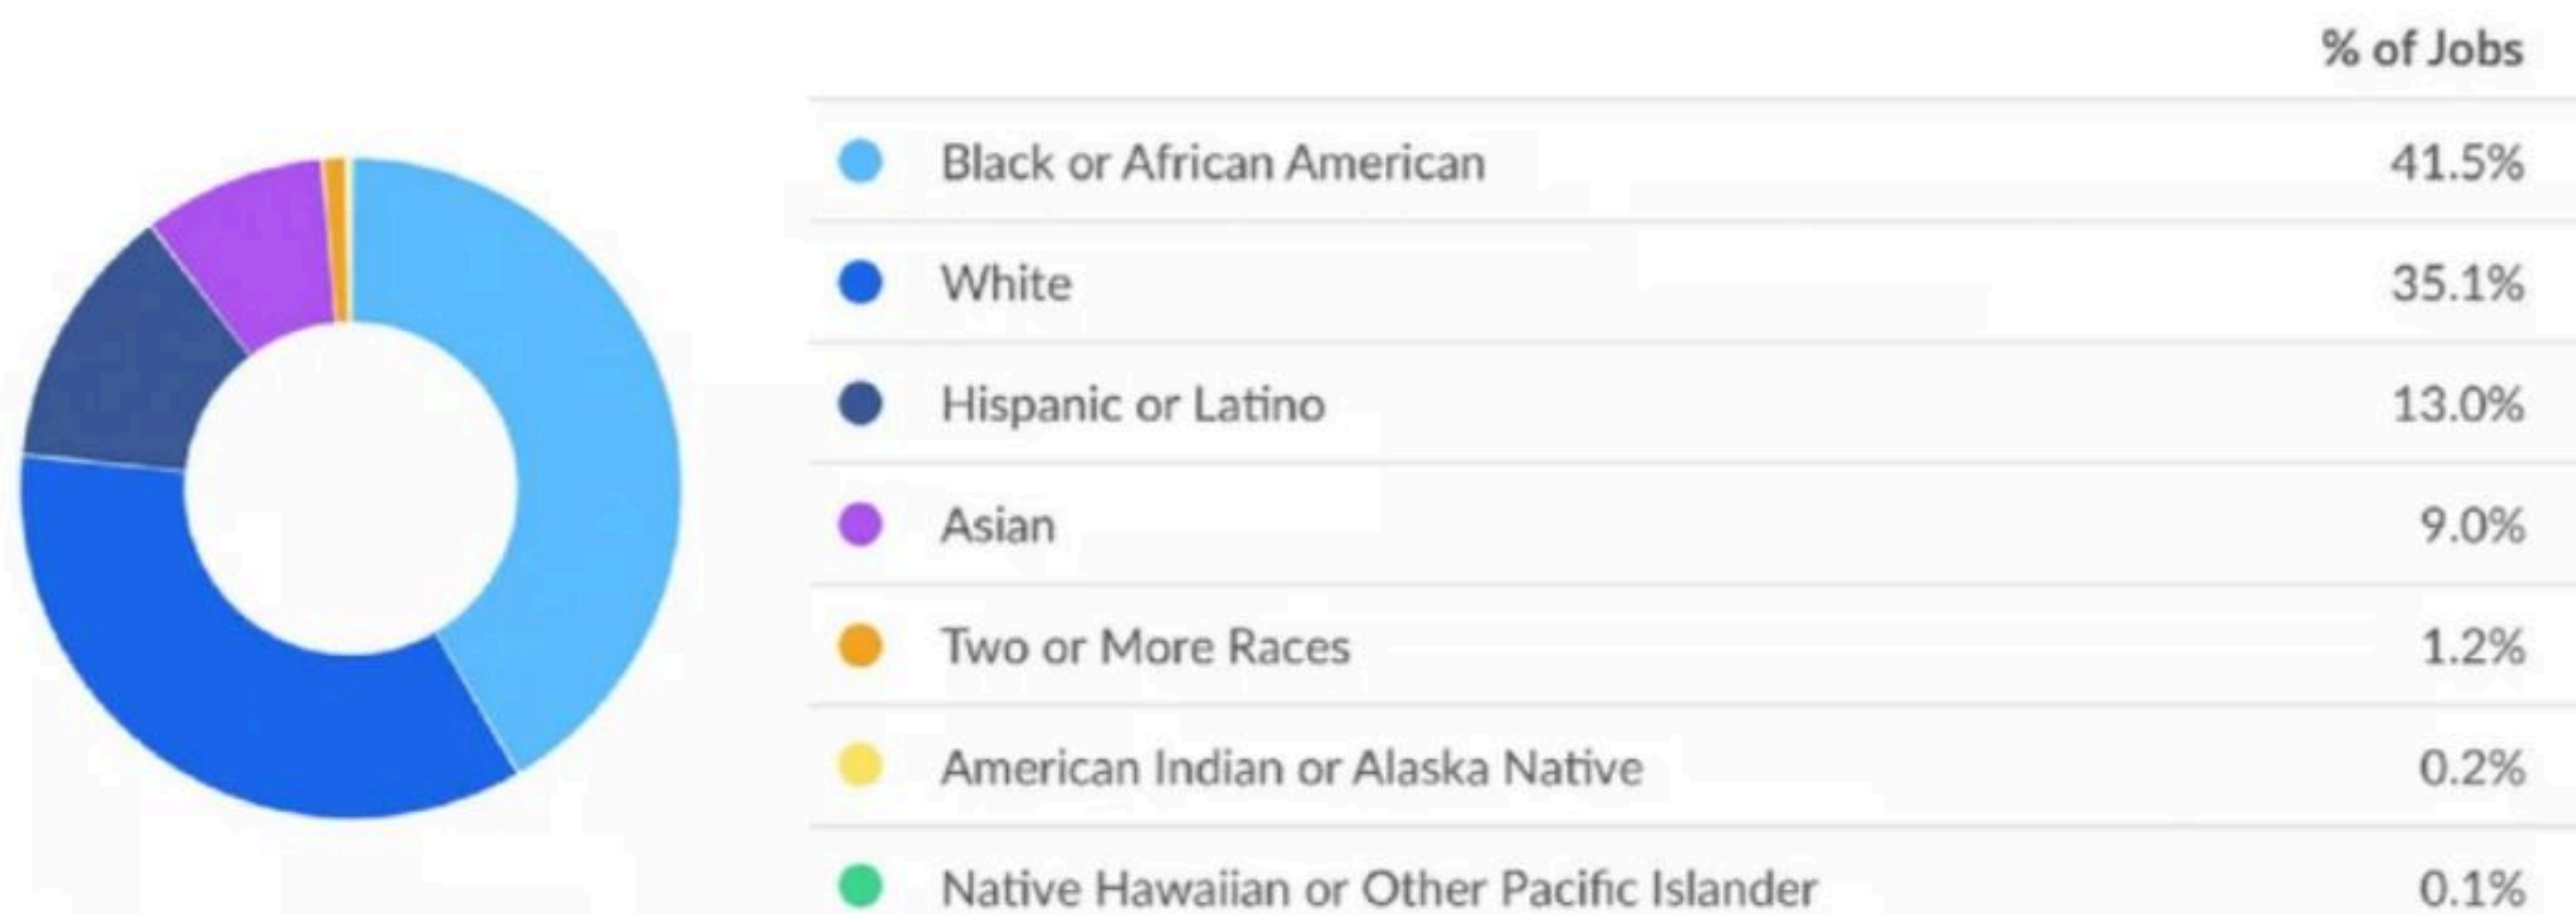 % of Jobs
Black or African American 41.5%
White 35.1%
Hispanic or Latino 13.0%
Asian 9.0%
Two or More Races 1.2%
American Indian or Alaska Native 0.2%
Native Hawaiian or Other Pacific Islander 0.1%